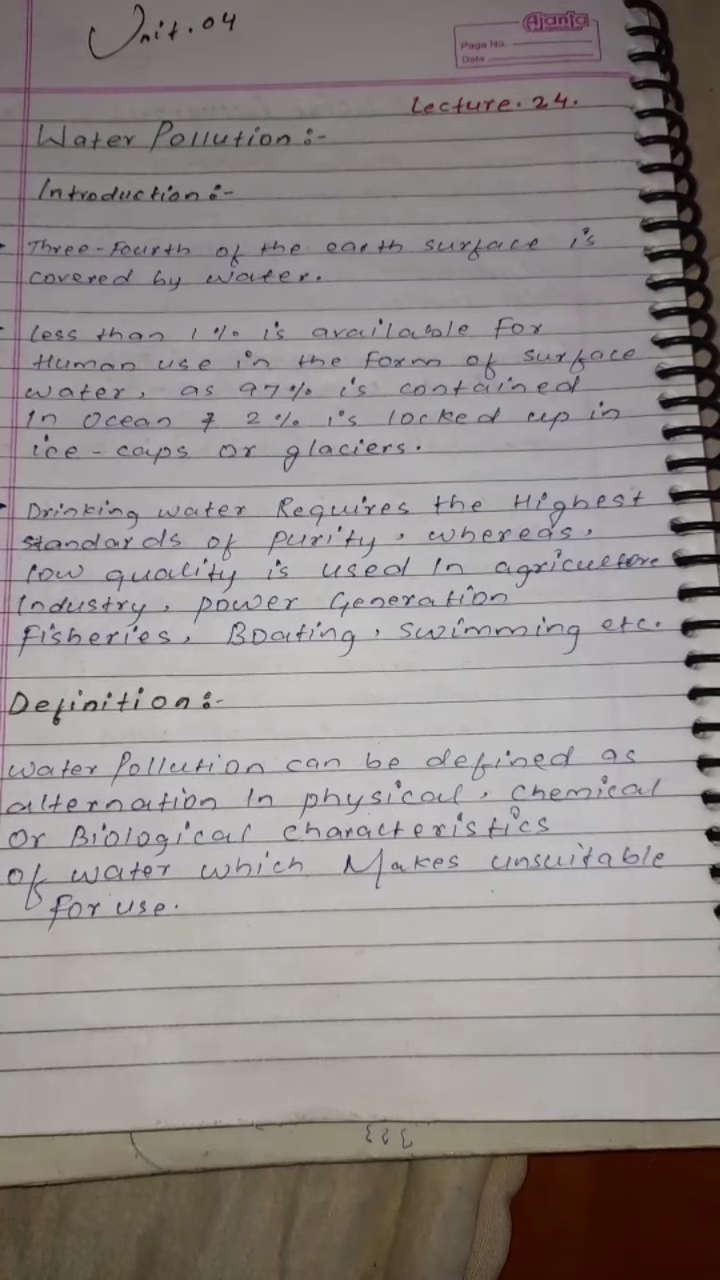 Unit.04
Ajanta
Page No.
Date
Lecture.24.
Water Pollution:-
Introduction:-
Three-Fourth of the earth surface is
covered by water.
less than 1% is available for
Human use in the form of surface
water, as 97% is contained
In Ocean & 2% is locked up in
ice-caps or glaciers.
Drinking water Requires the Highest
standards of purity, whereas,
low quality is used In agriculture
Industry, power Generation
Fisheries, Boating, swimming etc.
Definition:-
Water Pollution can be defined as
alternation In physical, chemical
Or Biological characteristics
Of water which Makes unsuitable
for use.